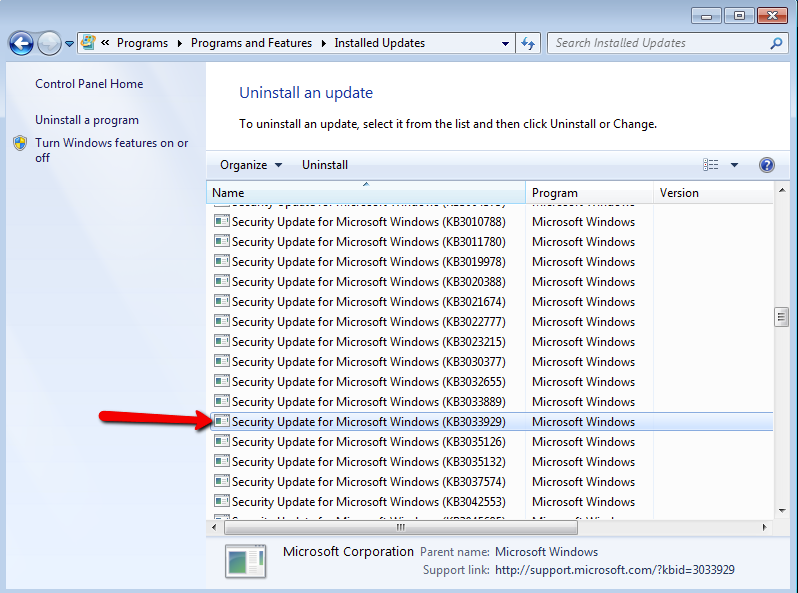 « Programs ▸ Programs and Features ▸ Installed Updates
Search Installed Updates
Control Panel Home
Uninstall a program
Turn Windows features on or
off
Uninstall an update
To uninstall an update, select it from the list and then click Uninstall or Change.
Organize Uninstall
Name Program Version
Security Update for Microsoft Windows (KB3010788) Microsoft Windows
Security Update for Microsoft Windows (KB3011780) Microsoft Windows
Security Update for Microsoft Windows (KB3019978) Microsoft Windows
Security Update for Microsoft Windows (KB3020388) Microsoft Windows
Security Update for Microsoft Windows (KB3021674) Microsoft Windows
Security Update for Microsoft Windows (KB3022777) Microsoft Windows
Security Update for Microsoft Windows (KB3023215) Microsoft Windows
Security Update for Microsoft Windows (KB3030377) Microsoft Windows
Security Update for Microsoft Windows (KB3032655) Microsoft Windows
Security Update for Microsoft Windows (KB3033889) Microsoft Windows
Security Update for Microsoft Windows (KB3033929) Microsoft Windows
Security Update for Microsoft Windows (KB3035126) Microsoft Windows
Security Update for Microsoft Windows (KB3035132) Microsoft Windows
Security Update for Microsoft Windows (KB3037574) Microsoft Windows
Security Update for Microsoft Windows (KB3042553) Microsoft Windows
Microsoft Corporation Parent name: Microsoft Windows
Support link: http://support.microsoft.com/?kbid=3033929